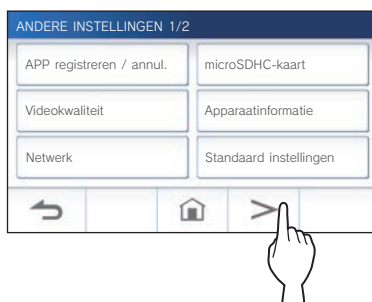 ANDERE INSTELLINGEN 1/2
APP registreren / annul.
microSDHC-kaart
Videokwaliteit
Apparaatinformatie
Netwerk
Standaard instellingen